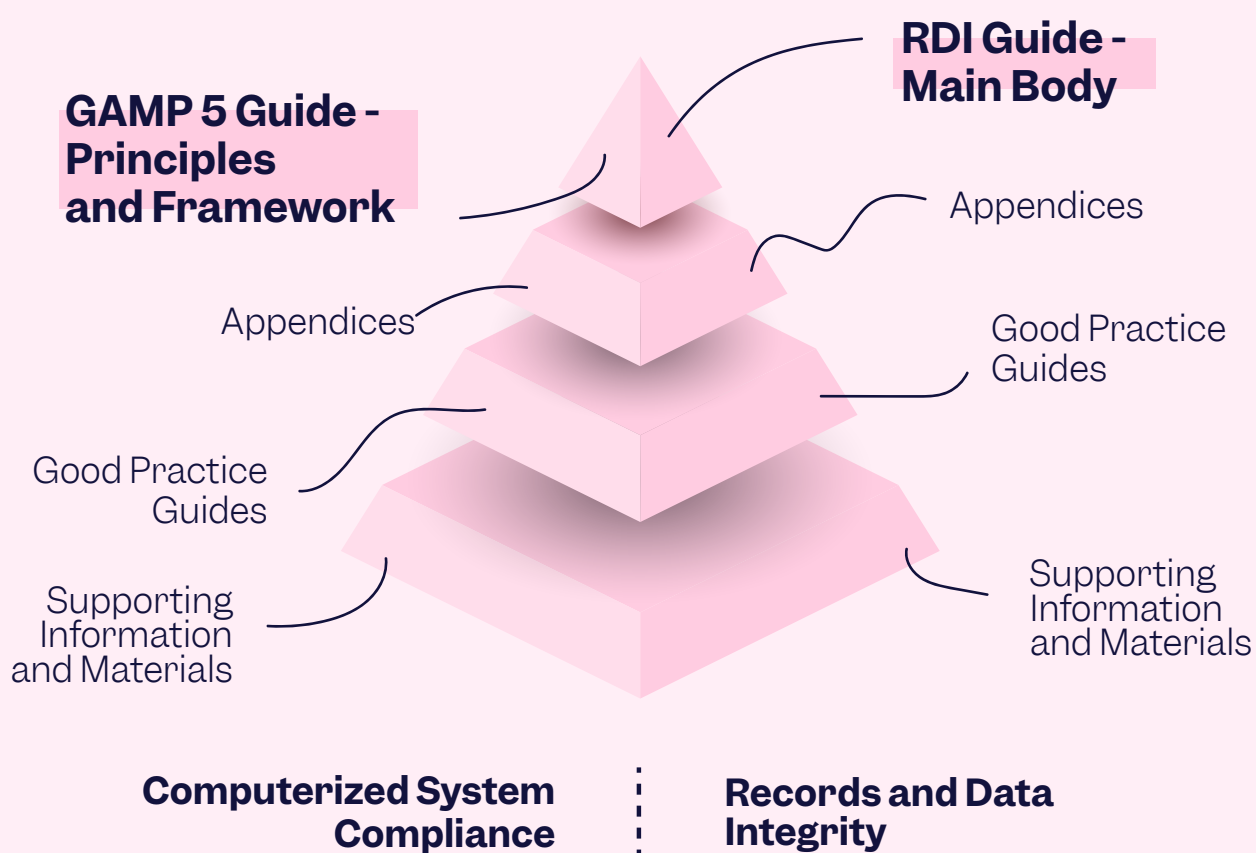 RDI Guide -
Main Body
GAMP 5 Guide -
Principles
and Framework
Appendices
Appendices
Good Practice
Guides
Good Practice
Guides
Supporting
Information
and Materials
Supporting
Information
and Materials
Computerized System
Compliance
Records and Data
Integrity